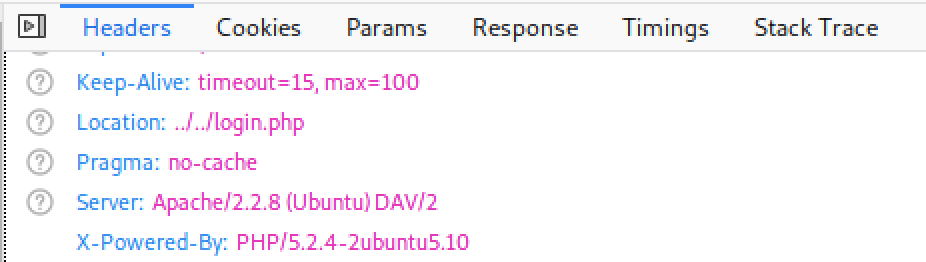 Headers Cookies Params Response Timings Stack Trace
Keep-Alive: timeout=15, max=100
Location: ../../login.php
Pragma: no-cache
Server: Apache/2.2.8 (Ubuntu) DAV/2
X-Powered-By: PHP/5.2.4-2ubuntu5.10